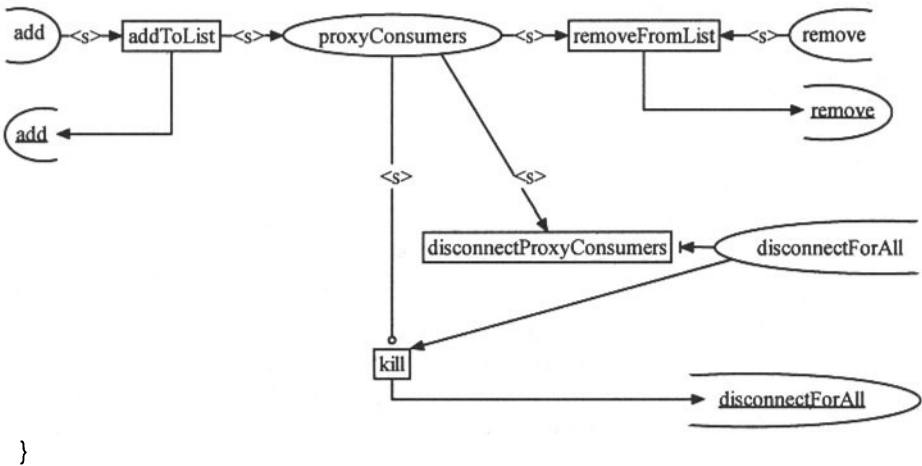 add <s> addToList <s> proxyConsumers <s> removeFromList <s> remove
add remove
<s> <s>
disconnectProxyConsumers disconnectForAll
kill
disconnectForAll
}